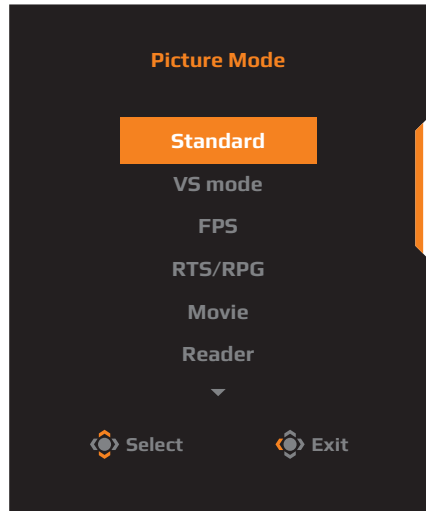 Picture Mode
Standard
VS mode
FPS
RTS/RPG
Movie
Reader
Select Exit